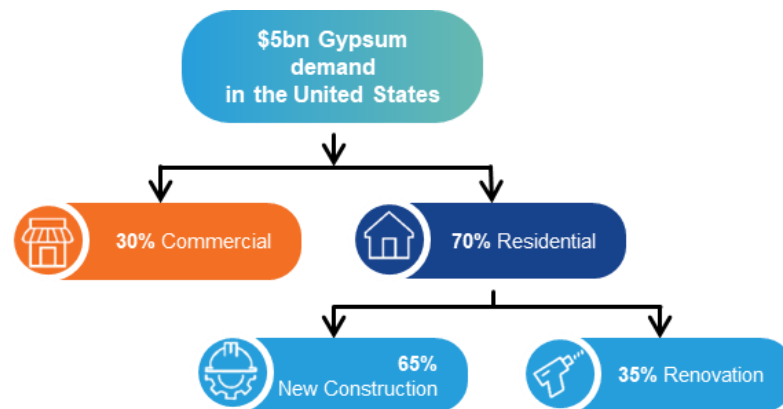 $5bn Gypsum
demand
in the United States
30% Commercial
70% Residential
65%
New Construction
35% Renovation